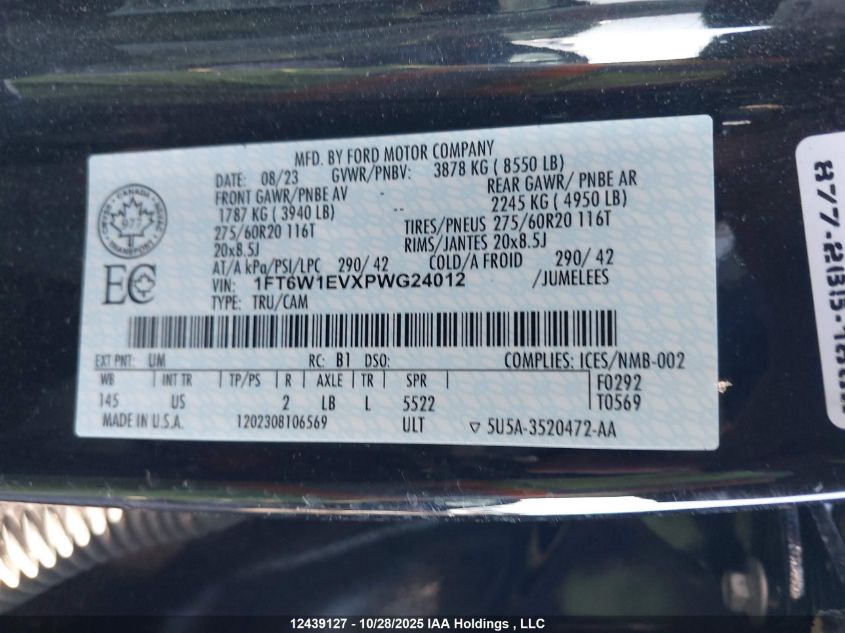 MFD. BY FORD MOTOR COMPANY
DATE: 08/23 GVWR/PNBV: 3878 KG ( 8550 LB)
FRONT GAWR/PNBE AV REAR GAWR/ PNBE AR
1787 KG ( 3940 LB) 2245 KG ( 4950 LB)
275/60R20 116T TIRES/PNEUS 275/60R20 116T
20x8.5J RIMS/JANTES 20x8.5J
AT/A kPa/PSI/LPC 290/ 42 COLD/A FROID 290/ 42
VIN: 1FT6W1EVXPWG24012 /JUMELEES
TYPE: TRU/CAM
CANADA
TRANSPORT
977
EC
EXT PNT: UM RC: B1 DSO: COMPLIES: ICES/NMB-002
WB INT TR TP/PS R AXLE TR SPR F0292
145 US 2 LB L 5522 T0569
MADE IN U.S.A. 1202308106569 ULT ▽ 5U5A-3520472-AA
12439127 - 10/28/2025 IAA Holdings , LLC